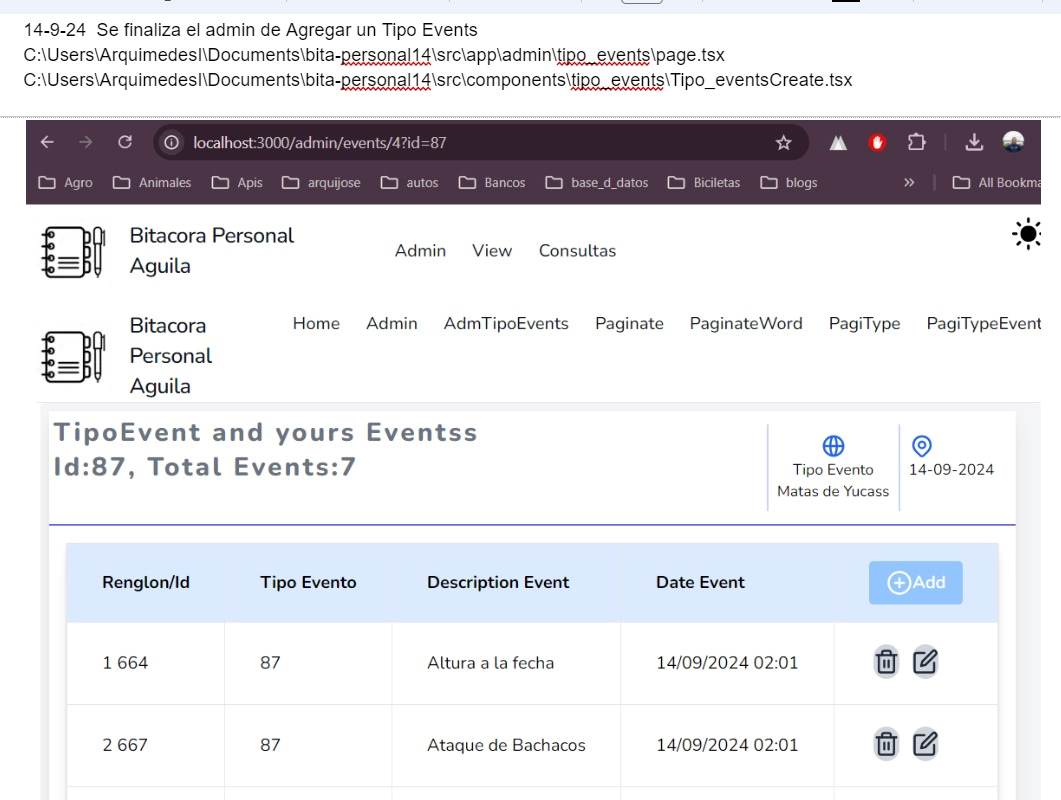 14-9-24 Se finaliza el admin de Agregar un Tipo Events
C:\Users\ArquimedesI\Documents\bita-personal14\src\app\admin\tipo_events\page.tsx
C:\Users\ArquimedesI\Documents\bita-personal14\src\components\tipo_events\Tipo_eventsCreate.tsx
localhost:3000/admin/events/4?id=87
Agro Animales Apis arquijose autos Bancos base_d_datos Biciletas blogs » All Bookma
Bitacora Personal
Aguila
Admin View Consultas
Bitacora
Personal
Aguila
Home Admin AdmTipoEvents Paginate PaginateWord PagiType PagiTypeEvent
TipoEvent and yours Eventss
Id:87, Total Events:7
Tipo Evento
Matas de Yucass
14-09-2024
Renglon/Id Tipo Evento Description Event Date Event Add
1 664 87 Altura a la fecha 14/09/2024 02:01
2 667 87 Ataque de Bachacos 14/09/2024 02:01